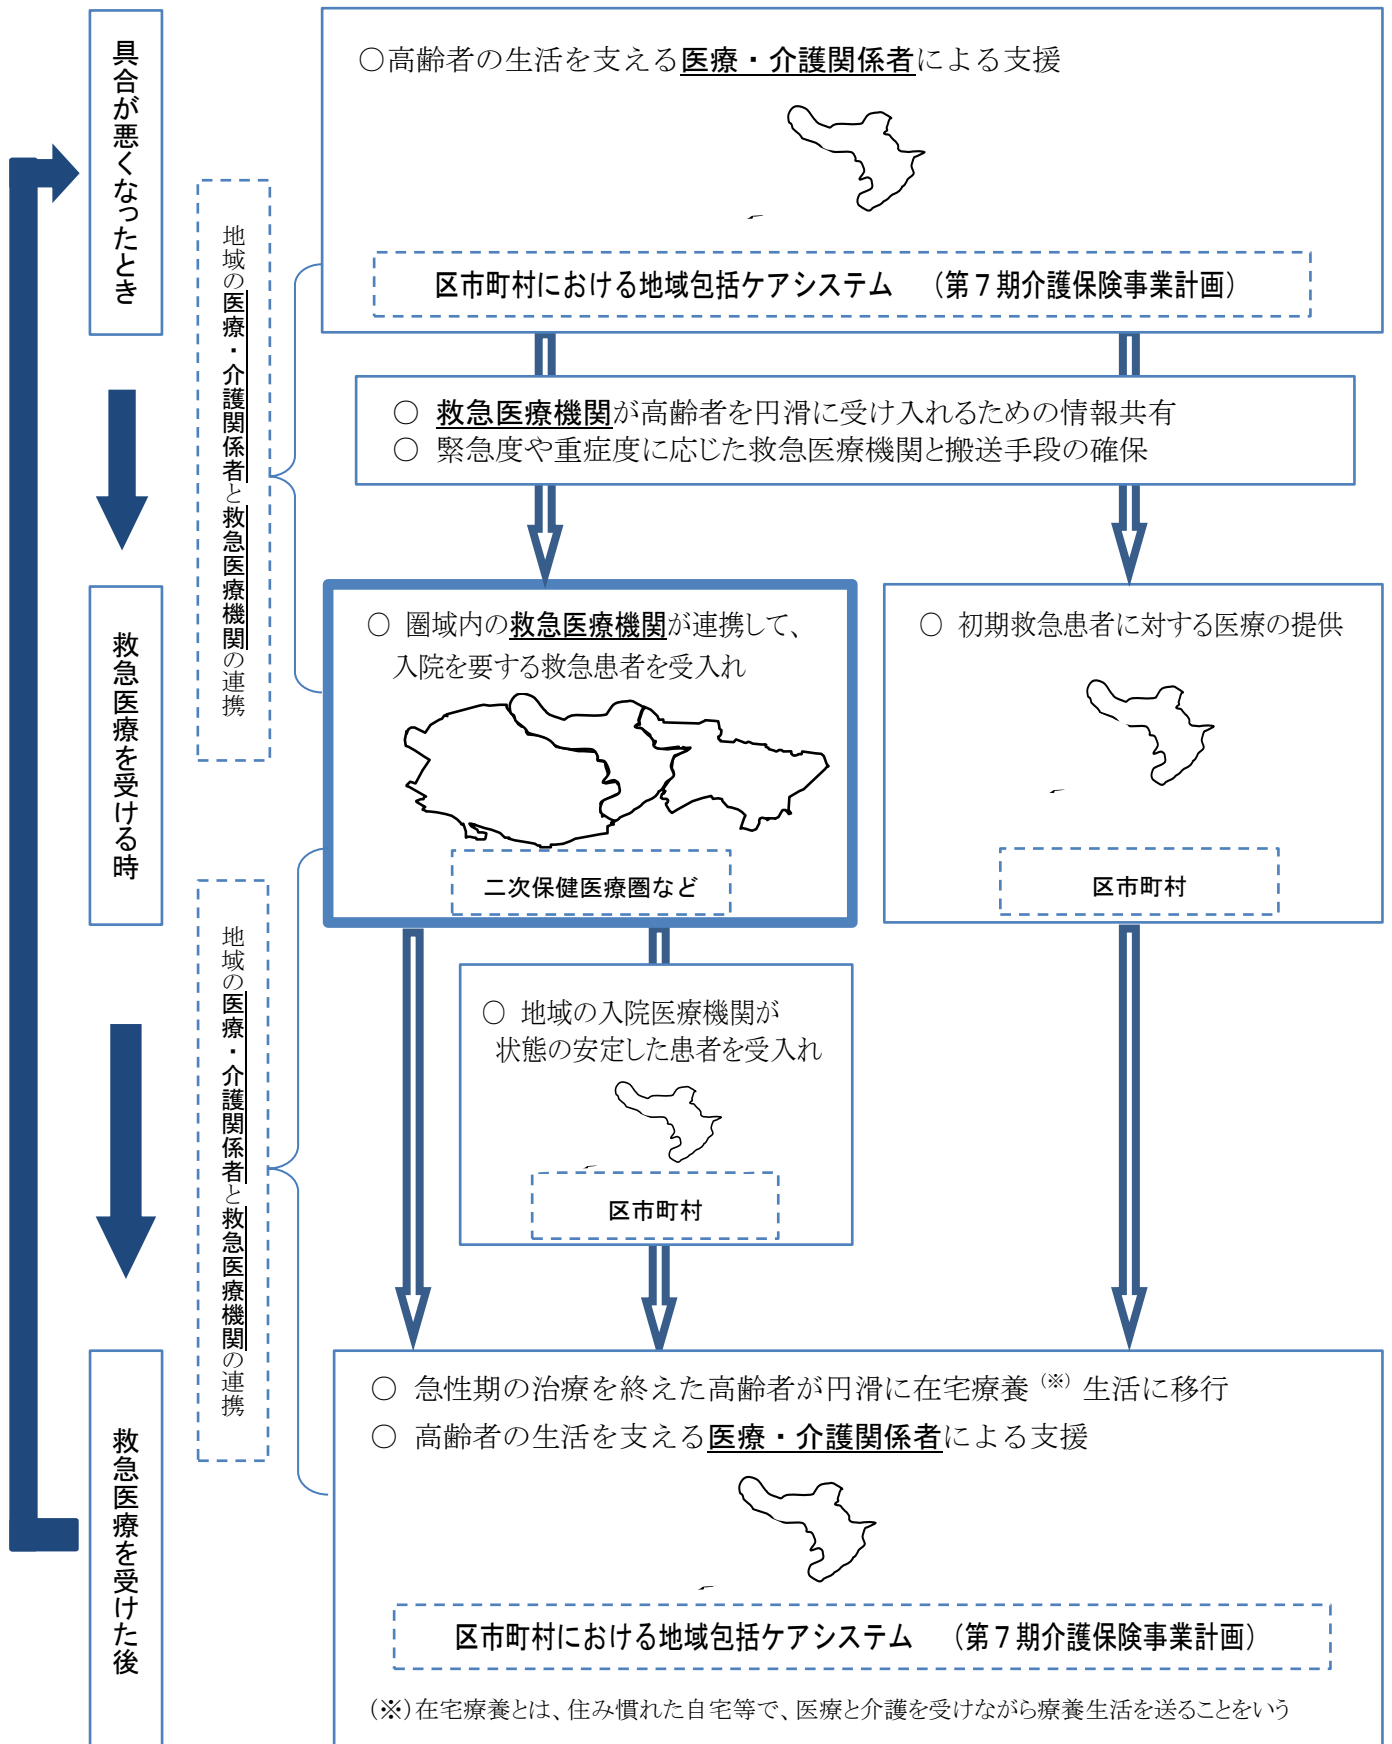 具合が悪くなったとき
○高齢者の生活を支える医療・介護関係者による支援
区市町村における地域包括ケアシステム （第７期介護保険事業計画）
地域の医療・介護関係者と救急医療機関の連携
○ 救急医療機関が高齢者を円滑に受け入れるための情報共有
○ 緊急度や重症度に応じた救急医療機関と搬送手段の確保
救急医療を受ける時
○ 圏域内の救急医療機関が連携して、
入院を要する救急患者を受入れ
二次保健医療圏など
○ 初期救急患者に対する医療の提供
区市町村
地域の医療・介護関係者と救急医療機関の連携
○ 地域の入院医療機関が
状態の安定した患者を受入れ
区市町村
救急医療を受けた後
○ 急性期の治療を終えた高齢者が円滑に在宅療養（※）生活に移行
○ 高齢者の生活を支える医療・介護関係者による支援
区市町村における地域包括ケアシステム （第７期介護保険事業計画）
（※）在宅療養とは、住み慣れた自宅等で、医療と介護を受けながら療養生活を送ることをいう